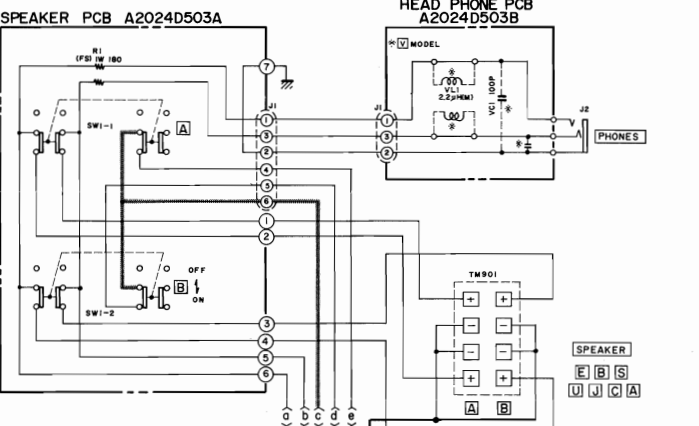 SPEAKER PCB A2024D503A
HEAD PHONE PCB
A2024D503B
* V MODEL
R1
(FS) 1W 180
7
J1
1
3
2
4
5
6
1
2
3
4
5
6
SW1-1
A
B
OFF
ON
SW1-2
a b c d e
J1
1
3
2
*
VL1
2.2μH(M)
*
VC1 100P
*
*
J2
PHONES
TM901
+ +
− −
− −
+ +
A B
SPEAKER
E B S
U J C A